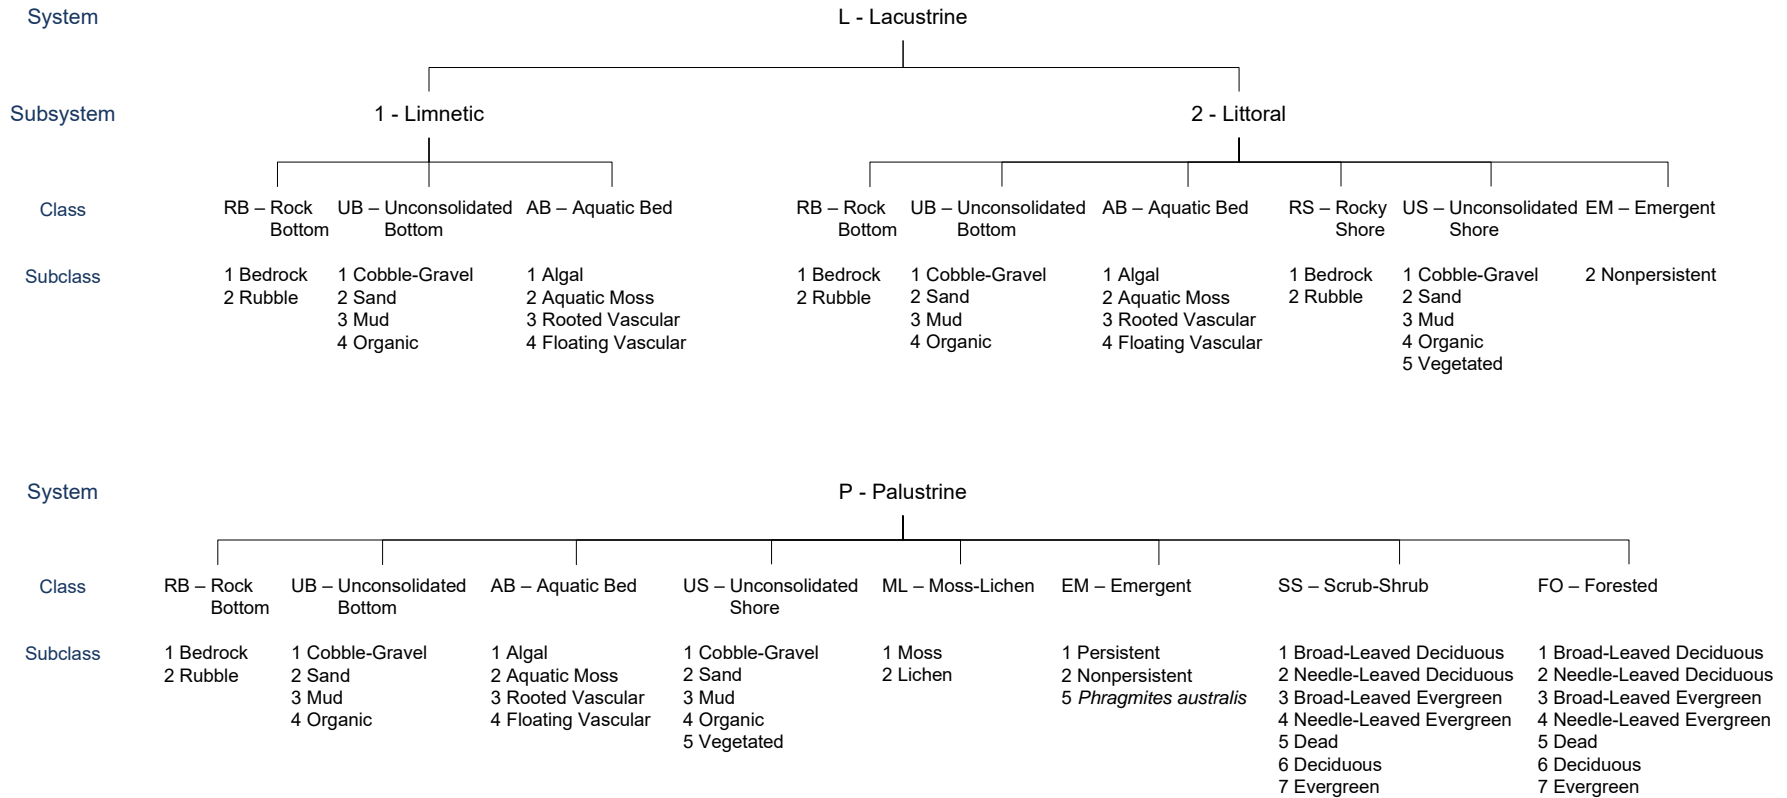 System
L - Lacustrine
Subsystem
1 - Limnetic
2 - Littoral
Class
RB – Rock Bottom
UB – Unconsolidated Bottom
AB – Aquatic Bed
RB – Rock Bottom
UB – Unconsolidated Bottom
AB – Aquatic Bed
RS – Rocky Shore
US – Unconsolidated Shore
EM – Emergent
Subclass
1 Bedrock
2 Rubble
1 Cobble-Gravel
2 Sand
3 Mud
4 Organic
1 Algal
2 Aquatic Moss
3 Rooted Vascular
4 Floating Vascular
1 Bedrock
2 Rubble
1 Cobble-Gravel
2 Sand
3 Mud
4 Organic
1 Algal
2 Aquatic Moss
3 Rooted Vascular
4 Floating Vascular
1 Bedrock
2 Rubble
1 Cobble-Gravel
2 Sand
3 Mud
4 Organic
5 Vegetated
2 Nonpersistent
System
P - Palustrine
Class
RB – Rock Bottom
UB – Unconsolidated Bottom
AB – Aquatic Bed
US – Unconsolidated Shore
ML – Moss-Lichen
EM – Emergent
SS – Scrub-Shrub
FO – Forested
Subclass
1 Bedrock
2 Rubble
1 Cobble-Gravel
2 Sand
3 Mud
4 Organic
1 Algal
2 Aquatic Moss
3 Rooted Vascular
4 Floating Vascular
1 Cobble-Gravel
2 Sand
3 Mud
4 Organic
5 Vegetated
1 Moss
2 Lichen
1 Persistent
2 Nonpersistent
5 Phragmites australis
1 Broad-Leaved Deciduous
2 Needle-Leaved Deciduous
3 Broad-Leaved Evergreen
4 Needle-Leaved Evergreen
5 Dead
6 Deciduous
7 Evergreen
1 Broad-Leaved Deciduous
2 Needle-Leaved Deciduous
3 Broad-Leaved Evergreen
4 Needle-Leaved Evergreen
5 Dead
6 Deciduous
7 Evergreen